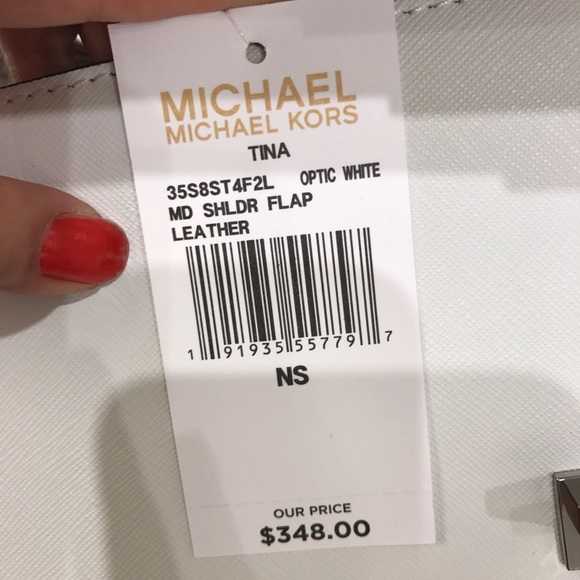 MICHAEL
MICHAEL KORS
TINA
35S8ST4F2L OPTIC WHITE
MD SHLDR FLAP
LEATHER
1 91935 55779 7
NS
OUR PRICE
$348.00